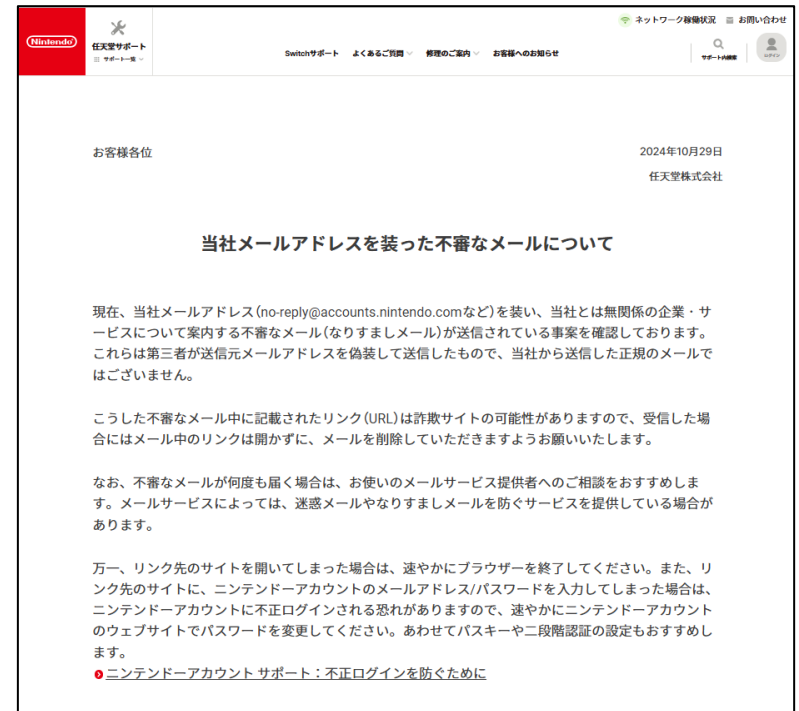 ネットワーク稼働状況 お問い合わせ
Nintendo
任天堂サポート
サポート一覧
Switchサポート よくあるご質問 修理のご案内 お客様へのお知らせ
サポート内検索
ログイン
お客様各位
2024年10月29日
任天堂株式会社
当社メールアドレスを装った不審なメールについて
現在、当社メールアドレス（no-reply@accounts.nintendo.comなど）を装い、当社とは無関係の企業・サ
ービスについて案内する不審なメール（なりすましメール）が送信されている事案を確認しております。
これらは第三者が送信元メールアドレスを偽装して送信したもので、当社から送信した正規のメールで
はございません。
こうした不審なメール中に記載されたリンク（URL）は詐欺サイトの可能性がありますので、受信した場
合にはメール中のリンクは開かずに、メールを削除していただきますようお願いいたします。
なお、不審なメールが何度も届く場合は、お使いのメールサービス提供者へのご相談をおすすめしま
す。メールサービスによっては、迷惑メールやなりすましメールを防ぐサービスを提供している場合が
あります。
万一、リンク先のサイトを開いてしまった場合は、速やかにブラウザーを終了してください。また、リ
ンク先のサイトに、ニンテンドーアカウントのメールアドレス/パスワードを入力してしまった場合は、
ニンテンドーアカウントに不正ログインされる恐れがありますので、速やかにニンテンドーアカウント
のウェブサイトでパスワードを変更してください。あわせてパスキーや二段階認証の設定もおすすめし
ます。
ニンテンドーアカウント サポート：不正ログインを防ぐために